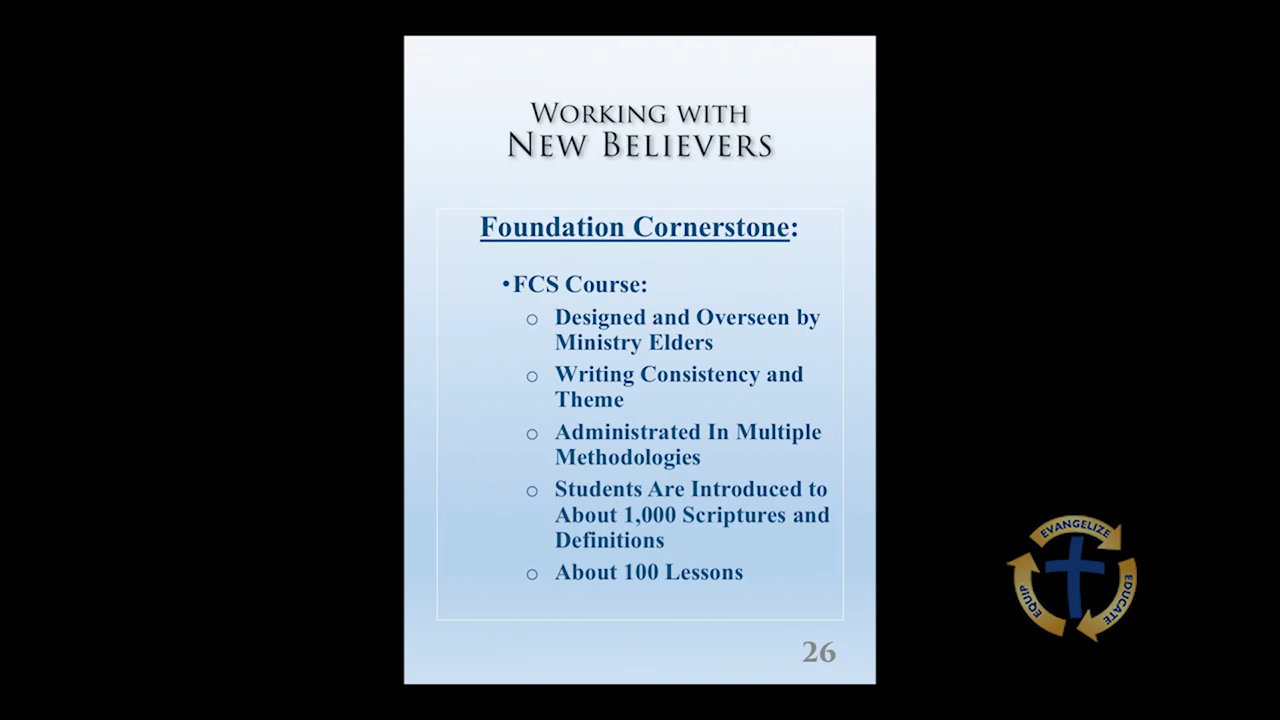 WORKING WITH
NEW BELIEVERS
Foundation Cornerstone:
•FCS Course:
o Designed and Overseen by
Ministry Elders
o Writing Consistency and
Theme
o Administrated In Multiple
Methodologies
o Students Are Introduced to
About 1,000 Scriptures and
Definitions
o About 100 Lessons
26
EVANGELIZE
EDUCATE
EQUIP